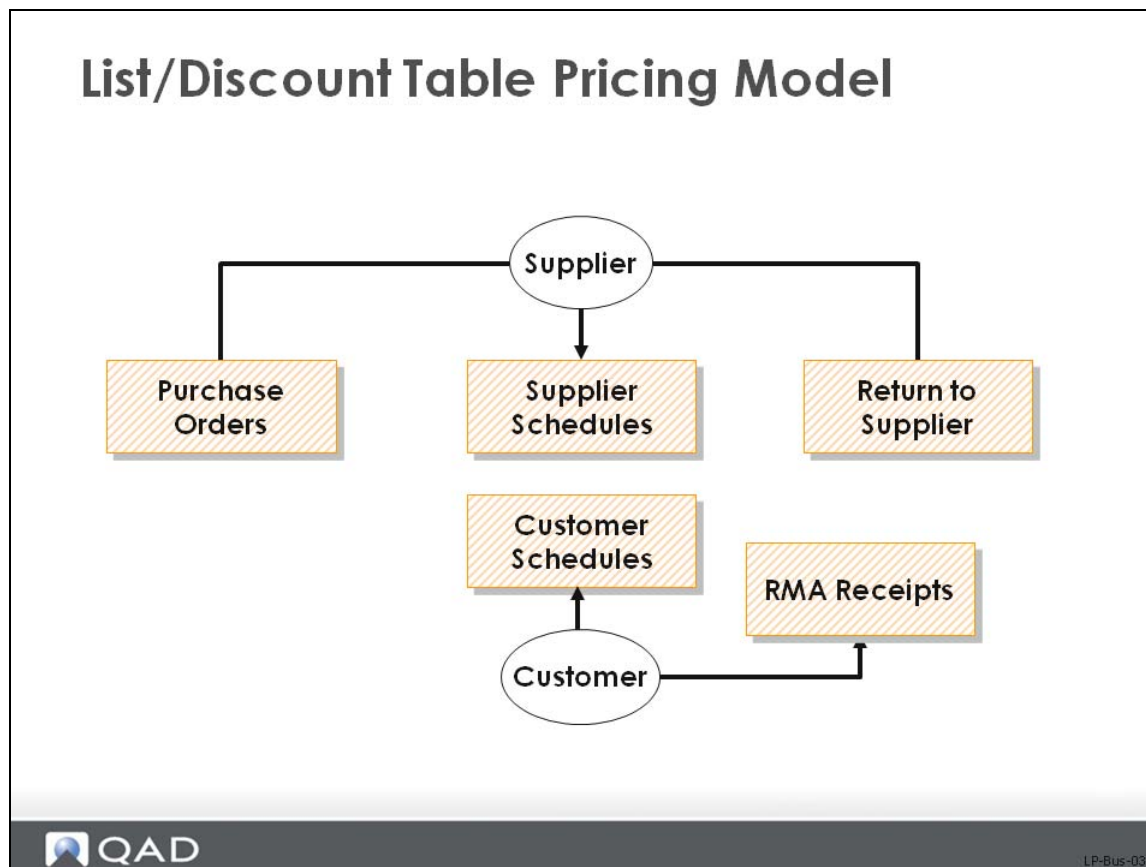 List/Discount Table Pricing Model
Supplier
Purchase
Orders
Supplier
Schedules
Return to
Supplier
Customer
Schedules
RMA Receipts
Customer
QAD
LP-Bus-03